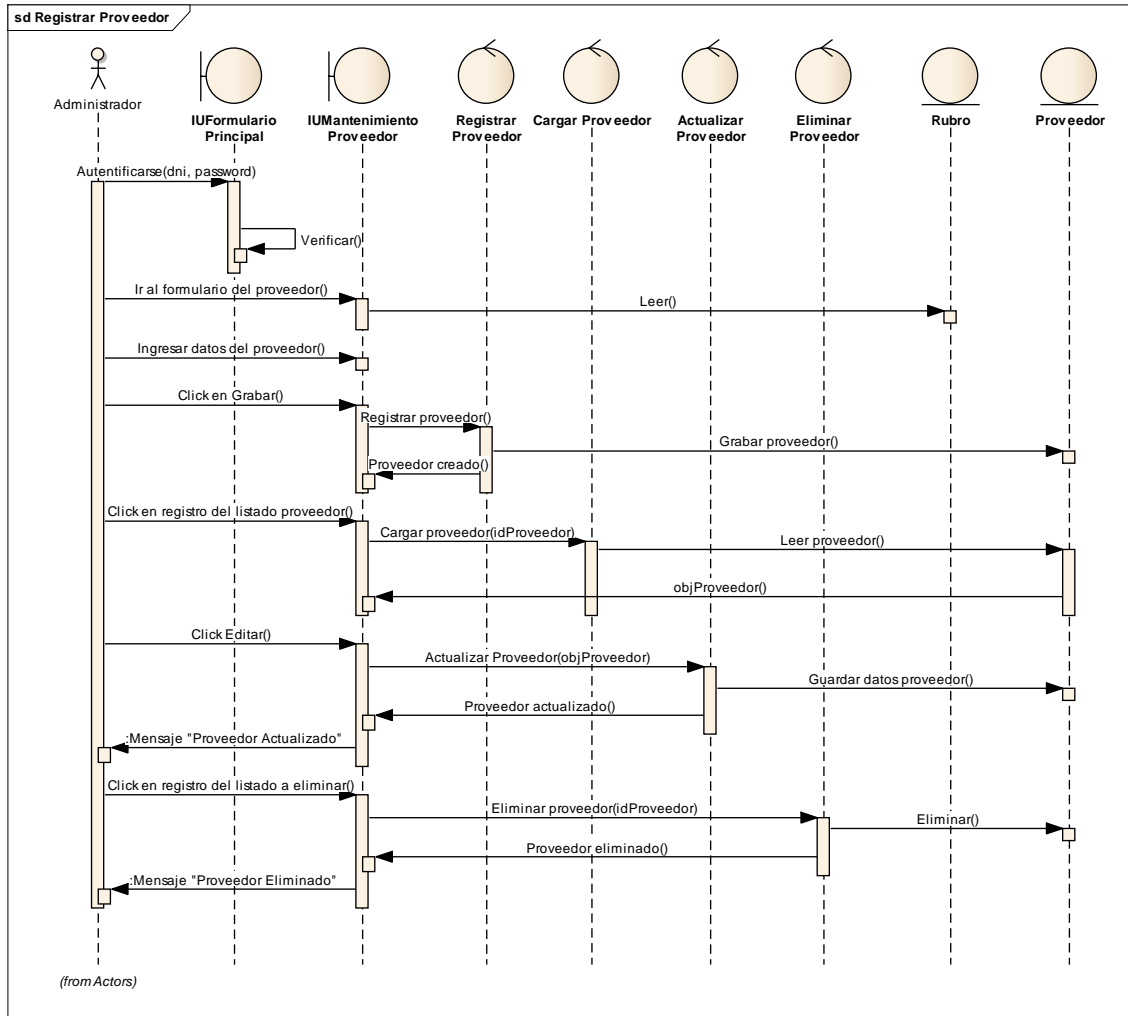 sd Registrar Proveedor
Administrador
IUFormulario
Principal
IUMantenimiento
Proveedor
Registrar
Proveedor
Cargar Proveedor
Actualizar
Proveedor
Eliminar
Proveedor
Rubro
Proveedor
Autentificarse(dni, password)
Verificar()
Ir al formulario del proveedor()
Leer()
Ingresar datos del proveedor()
Click en Grabar()
Registrar proveedor()
Grabar proveedor()
Proveedor creado()
Click en registro del listado proveedor()
Cargar proveedor(idProveedor)
Leer proveedor()
objProveedor()
Click Editar()
Actualizar Proveedor(objProveedor)
Guardar datos proveedor()
Proveedor actualizado()
:Mensaje "Proveedor Actualizado"
Click en registro del listado a eliminar()
Eliminar proveedor(idProveedor)
Eliminar()
Proveedor eliminado()
:Mensaje "Proveedor Eliminado"
(from Actors)